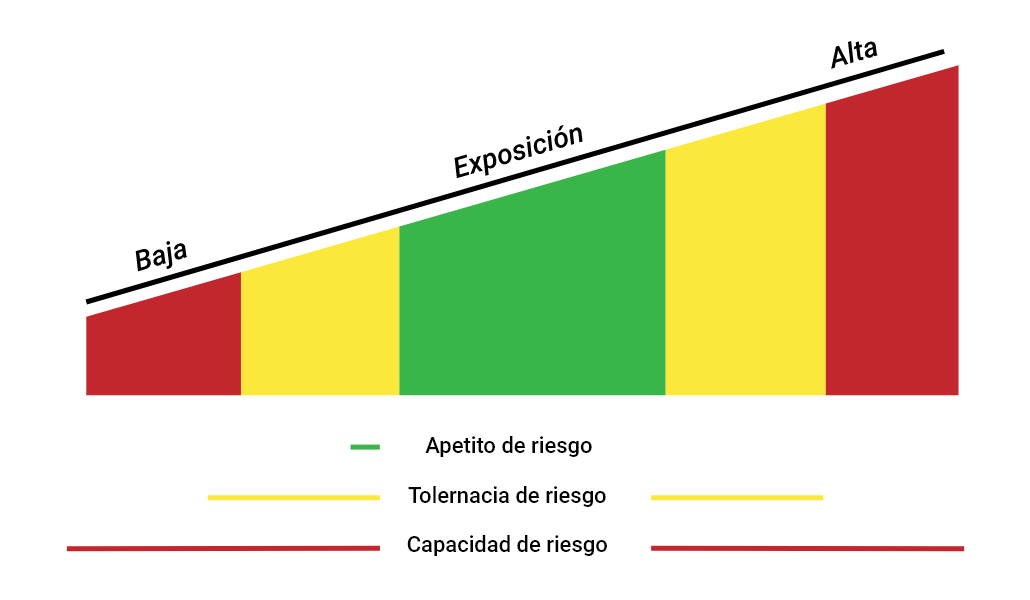 Alta
Exposición
Baja
Apetito de riesgo
Tolernacia de riesgo
Capacidad de riesgo